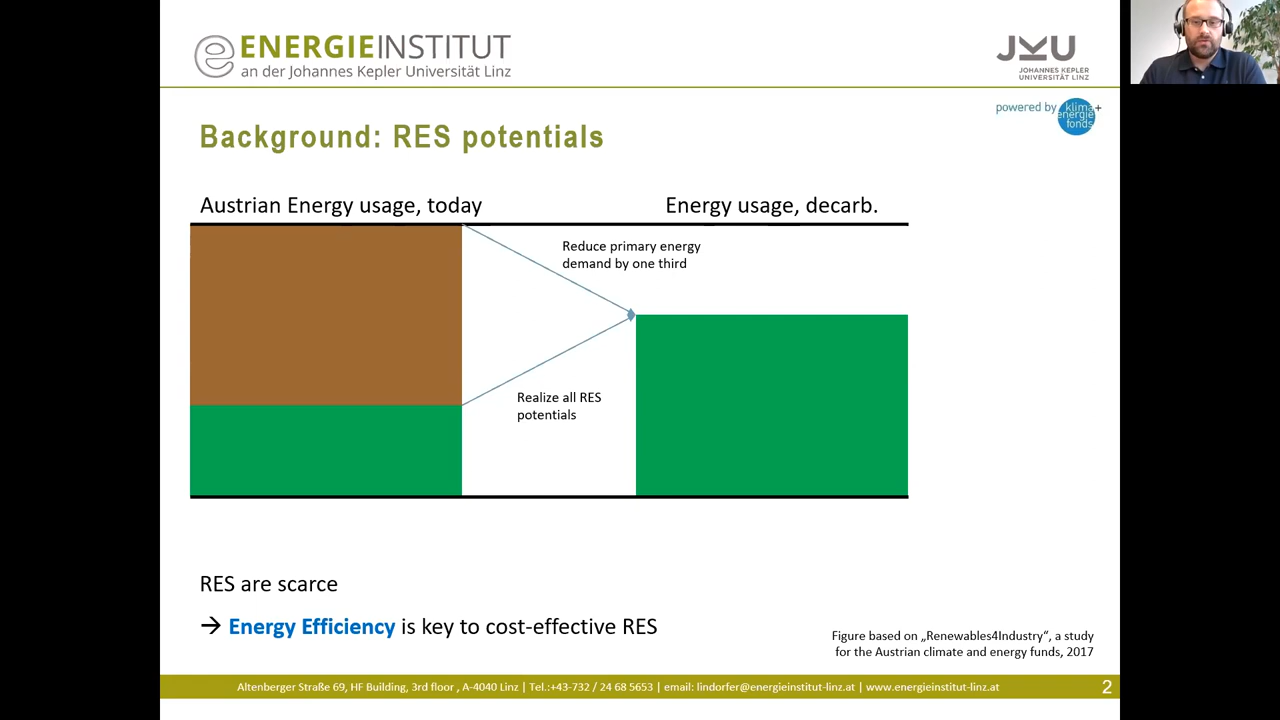 e ENERGIEINSTITUT
an der Johannes Kepler Universität Linz
JKU
JOHANNES KEPLER
UNIVERSITÄT LINZ
powered by klima+
energie
fonds
Background: RES potentials
Austrian Energy usage, today
Energy usage, decarb.
Reduce primary energy
demand by one third
Realize all RES
potentials
RES are scarce
→ Energy Efficiency is key to cost-effective RES
Figure based on „Renewables4Industry“, a study
for the Austrian climate and energy funds, 2017
Altenberger Straße 69, HF Building, 3rd floor , A-4040 Linz | Tel.:+43-732 / 24 68 5653 | email: lindorfer@energieinstitut-linz.at | www.energieinstitut-linz.at
2